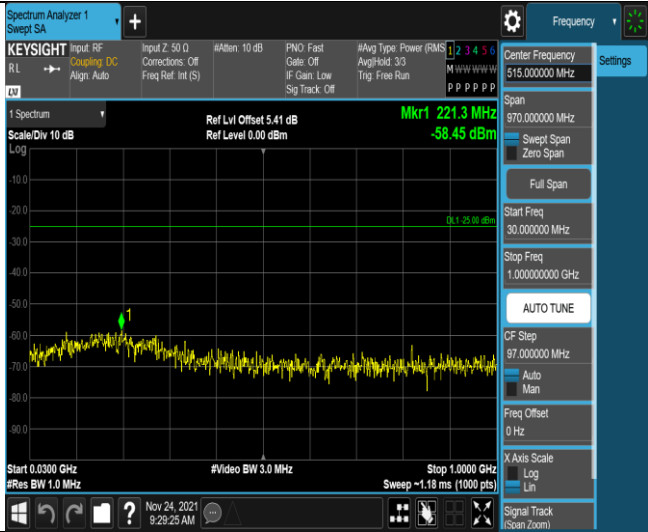 Spectrum Analyzer 1
Swept SA
Frequency
KEYSIGHT
RL
LXI
Input: RF
Coupling: DC
Align: Auto
Input Z: 50 Ω
Corrections: Off
Freq Ref: Int (S)
#Atten: 10 dB
PNO: Fast
Gate: Off
IF Gain: Low
Sig Track: Off
#Avg Type: Power (RMS
Avg|Hold: 3/3
Trig: Free Run
1 2 3 4 5 6
M W W W W W
P P P P P P
Center Frequency
515.000000 MHz
Settings
Span
970.000000 MHz
Swept Span
Zero Span
Full Span
Start Freq
30.000000 MHz
Stop Freq
1.000000000 GHz
AUTO TUNE
CF Step
97.000000 MHz
Auto
Man
Freq Offset
0 Hz
X Axis Scale
Log
Lin
Signal Track
(Span Zoom)
1 Spectrum
Scale/Div 10 dB
Ref Lvl Offset 5.41 dB
Ref Level 0.00 dBm
Mkr1 221.3 MHz
-58.45 dBm
Log
-10.0
-20.0
DL1 -25.00 dBm
-30.0
-40.0
-50.0
1
-60.0
-70.0
-80.0
-90.0
Start 0.0300 GHz
#Video BW 3.0 MHz
Stop 1.0000 GHz
#Res BW 1.0 MHz
Sweep ~1.18 ms (1000 pts)
?
Nov 24, 2021
9:29:25 AM